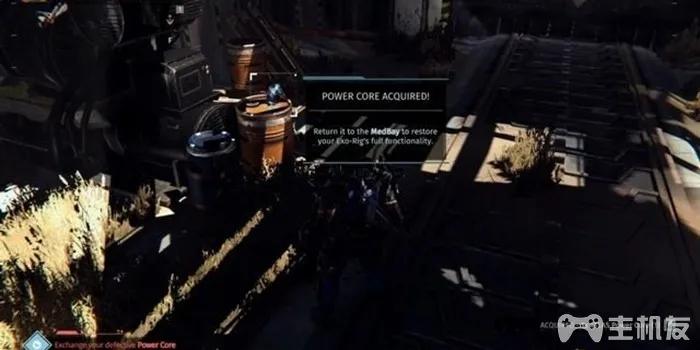 POWER CORE ACQUIRED!
Return it to the MedBay to restore
your Exo-Rig's full functionality.
Exchange your defective Power Core
主机友